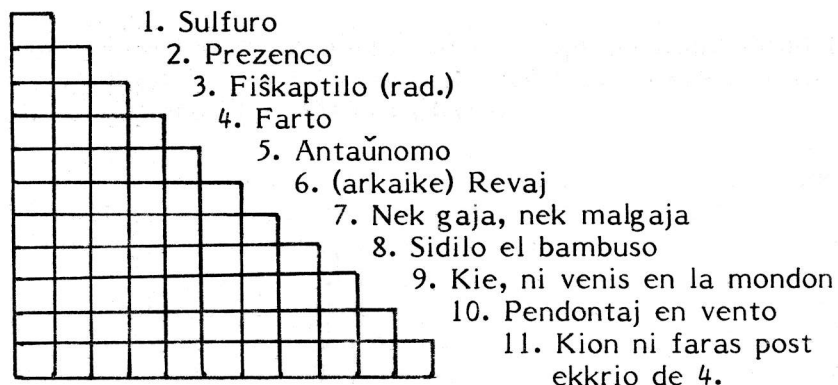 1. Sulfuro
2. Prezenco
3. Fiŝkaptilo (rad.)
4. Farto
5. Antaŭnomo
6. (arkaike) Revaj
7. Nek gaja, nek malgaja
8. Sidilo el bambuso
9. Kie, ni venis en la mondon
10. Pendontaj en vento
11. Kion ni faras post
ekkrio de 4.